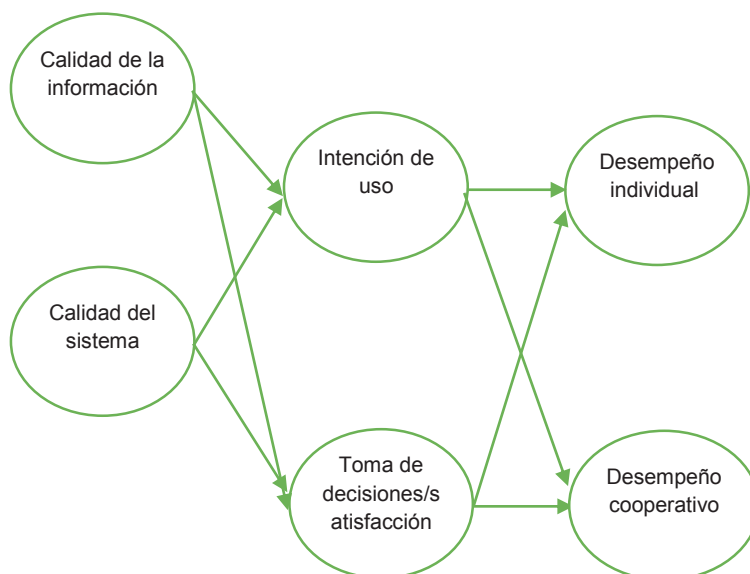 Calidad de la
información
Intención de
uso
Desempeño
individual
Calidad del
sistema
Toma de
decisiones/s
atisfacción
Desempeño
cooperativo